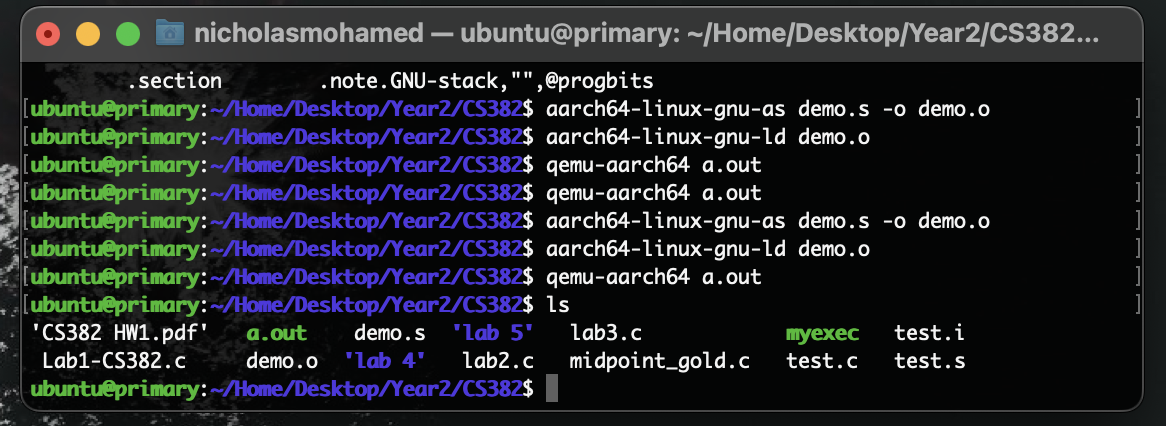 nicholasmohamed — ubuntu@primary: ~/Home/Desktop/Year2/CS382...
.section .note.GNU-stack,"",@progbits
[ubuntu@primary:~/Home/Desktop/Year2/CS382$ aarch64-linux-gnu-as demo.s -o demo.o ]
[ubuntu@primary:~/Home/Desktop/Year2/CS382$ aarch64-linux-gnu-ld demo.o ]
[ubuntu@primary:~/Home/Desktop/Year2/CS382$ qemu-aarch64 a.out ]
[ubuntu@primary:~/Home/Desktop/Year2/CS382$ qemu-aarch64 a.out ]
[ubuntu@primary:~/Home/Desktop/Year2/CS382$ aarch64-linux-gnu-as demo.s -o demo.o ]
[ubuntu@primary:~/Home/Desktop/Year2/CS382$ aarch64-linux-gnu-ld demo.o ]
[ubuntu@primary:~/Home/Desktop/Year2/CS382$ qemu-aarch64 a.out ]
[ubuntu@primary:~/Home/Desktop/Year2/CS382$ ls ]
'CS382 HW1.pdf' a.out demo.s 'lab 5' lab3.c myexec test.i
Lab1-CS382.c demo.o 'lab 4' lab2.c midpoint_gold.c test.c test.s
ubuntu@primary:~/Home/Desktop/Year2/CS382$